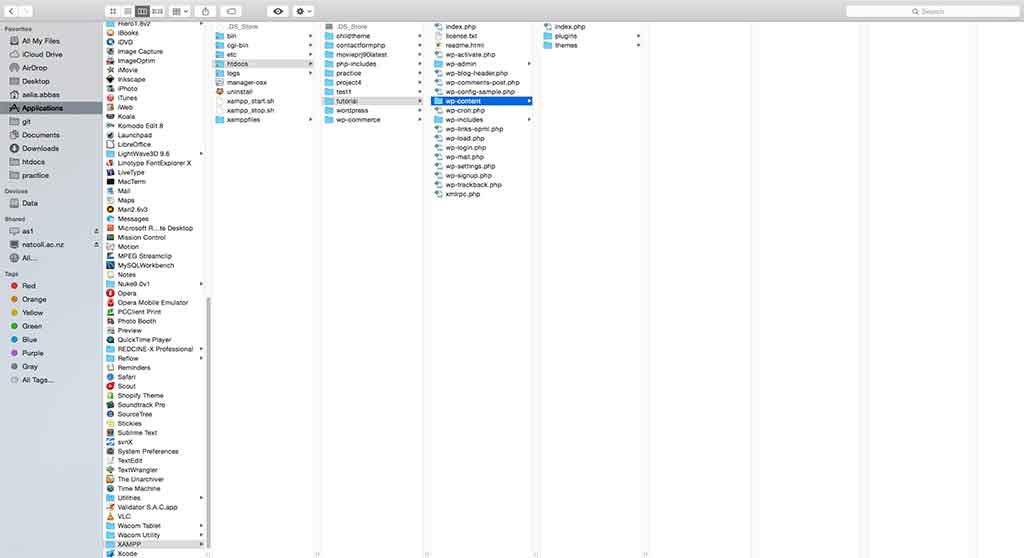 Search
Favorites
All My Files
iCloud Drive
AirDrop
Desktop
aelia.abbas
Applications
git
Documents
Downloads
htdocs
practice
Devices
Data
Shared
as1
natcoll.ac.nz
All...
Tags
Red
Orange
Yellow
Green
Blue
Purple
Gray
All Tags...
Hiero1.8v2
iBooks
iDVD
Image Capture
ImageOptim
iMovie
Inkscape
iPhoto
iTunes
iWeb
Koala
Komodo Edit 8
Launchpad
LibreOffice
LightWave3D 9.6
Linotype FontExplorer X
LiveType
MacTerm
Mail
Maps
Mari2.6v3
Messages
Microsoft R...te Desktop
Mission Control
Motion
MPEG Streamclip
MySQLWorkbench
Notes
Nuke9.0v1
Opera
Opera Mobile Emulator
PCClient Print
Photo Booth
Preview
QuickTime Player
REDCINE-X Professional
Reflow
Reminders
Safari
Scout
Shopify Theme
Soundtrack Pro
SourceTree
Stickies
Sublime Text
svnX
System Preferences
TextEdit
TextWrangler
The Unarchiver
Time Machine
Utilities
Validator S.A.C.app
VLC
Wacom Tablet
Wacom Utility
XAMPP
Xcode
.DS_Store
bin
cgi-bin
etc
htdocs
logs
manager-osx
uninstall
xampp_start.sh
xampp_stop.sh
xamppfiles
.DS_Store
childtheme
contactformphp
movieprj90latest
php-includes
practice
project4
test1
tutorial
wordpress
wp-commerce
index.php
license.txt
readme.html
wp-activate.php
wp-admin
wp-blog-header.php
wp-comments-post.php
wp-config-sample.php
wp-content
wp-cron.php
wp-includes
wp-links-opml.php
wp-load.php
wp-login.php
wp-mail.php
wp-settings.php
wp-signup.php
wp-trackback.php
xmlrpc.php
index.php
plugins
themes